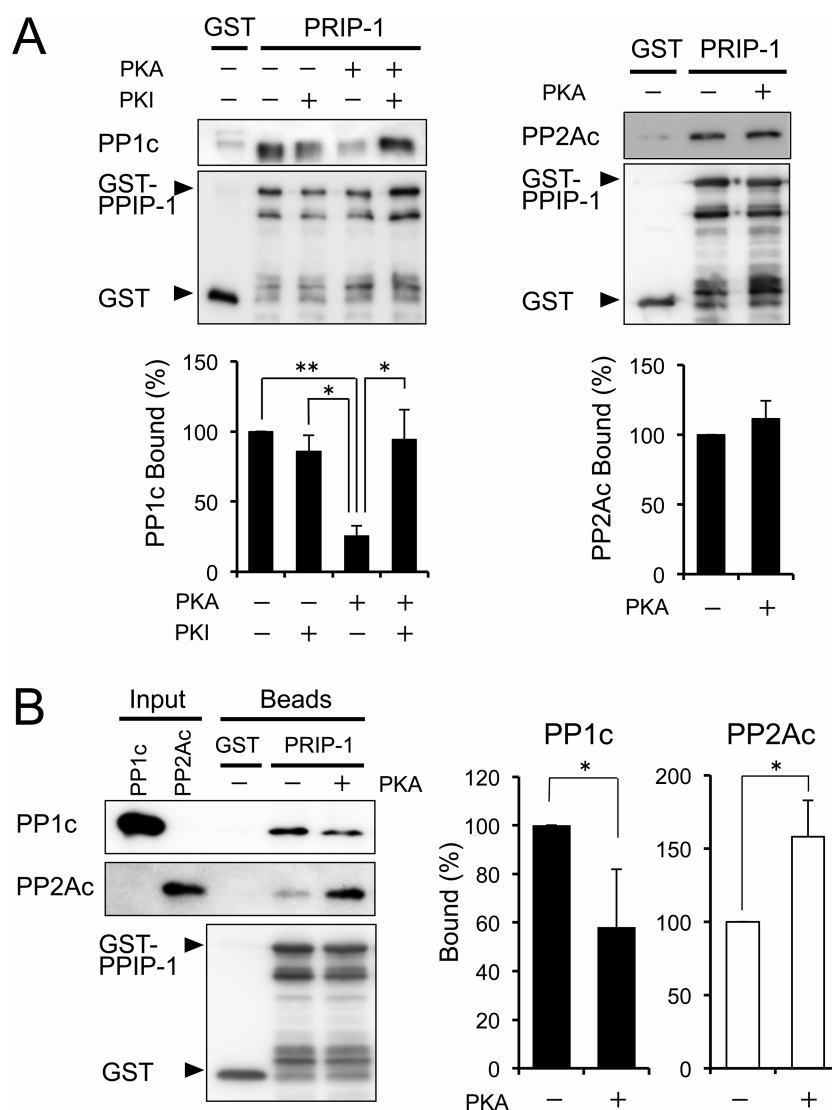 A
GST PRIP-1
PKA − − − + +
PKI − − + − +
PP1c
GST-
PPIP-1
GST
GST PRIP-1
PKA − − +
PP2Ac
GST-
PPIP-1
GST
PP1c Bound (%)
150
100
50
0
** * *
PKA − − + +
PKI − + − +
PP2Ac Bound (%)
150
100
50
0
PKA − +
B
Input Beads
PP1c PP2Ac GST PRIP-1
− − + PKA
PP1c
PP2Ac
GST-
PPIP-1
GST
PP1c
Bound (%)
120
100
80
60
40
20
0
*
PKA − +
PP2Ac
200
150
100
50
0
*
− +